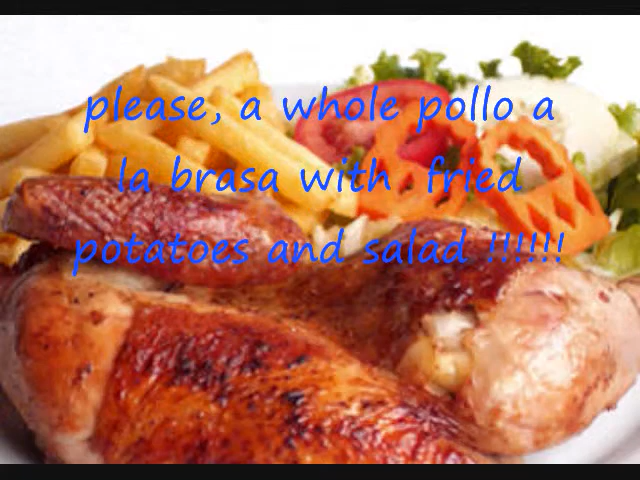 please, a whole pollo a
la brasa with fried
potatoes and salad !!!!!!